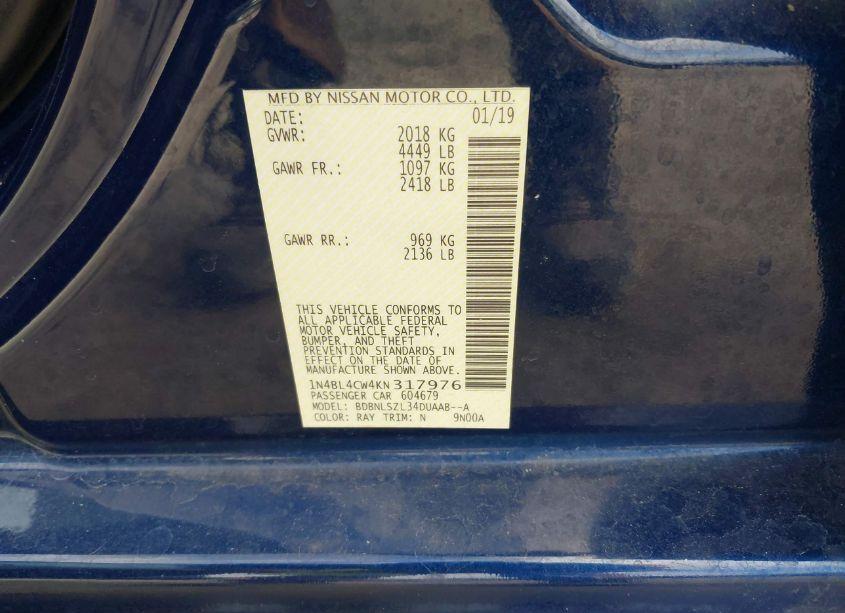 MFD BY NISSAN MOTOR CO., LTD.
DATE: 01/19
GVWR: 2018 KG
4449 LB
GAWR FR.: 1097 KG
2418 LB
GAWR RR.: 969 KG
2136 LB
THIS VEHICLE CONFORMS TO
ALL APPLICABLE FEDERAL
MOTOR VEHICLE SAFETY,
BUMPER, AND THEFT
PREVENTION STANDARDS IN
EFFECT ON THE DATE OF
MANUFACTURE SHOWN ABOVE.
1N4BL4CW4KN317976
PASSENGER CAR 604679
MODEL: BDBNLSZL34DUAAB--A
COLOR: RAY TRIM: N 9N00A